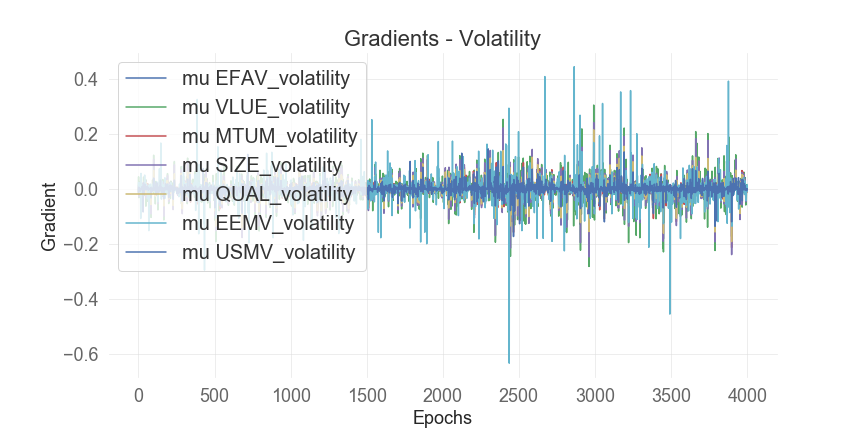 Gradients - Volatility
mu EFAV_volatility
mu VLUE_volatility
mu MTUM_volatility
mu SIZE_volatility
mu QUAL_volatility
mu EEMV_volatility
mu USMV_volatility
Gradient
0.4
0.2
0.0
−0.2
−0.4
−0.6
0 500 1000 1500 2000 2500 3000 3500 4000
Epochs